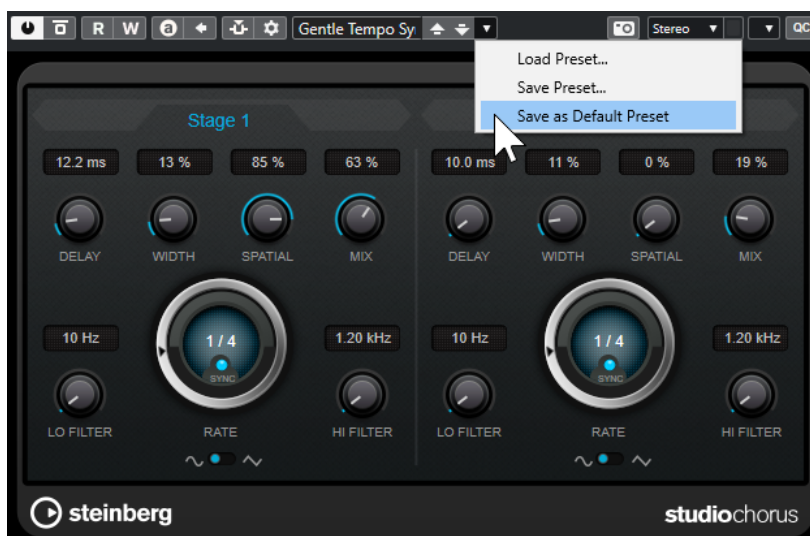 R W a Gentle Tempo Sy Stereo QC
Load Preset...
Save Preset...
Save as Default Preset
Stage 1
12.2 ms 13 % 85 % 63 % 10.0 ms 11 % 0 % 19 %
DELAY WIDTH SPATIAL MIX DELAY WIDTH SPATIAL MIX
10 Hz 1 / 4 1.20 kHz 10 Hz 1 / 4 1.20 kHz
SYNC SYNC
LO FILTER RATE HI FILTER LO FILTER RATE HI FILTER
steinberg studiochorus